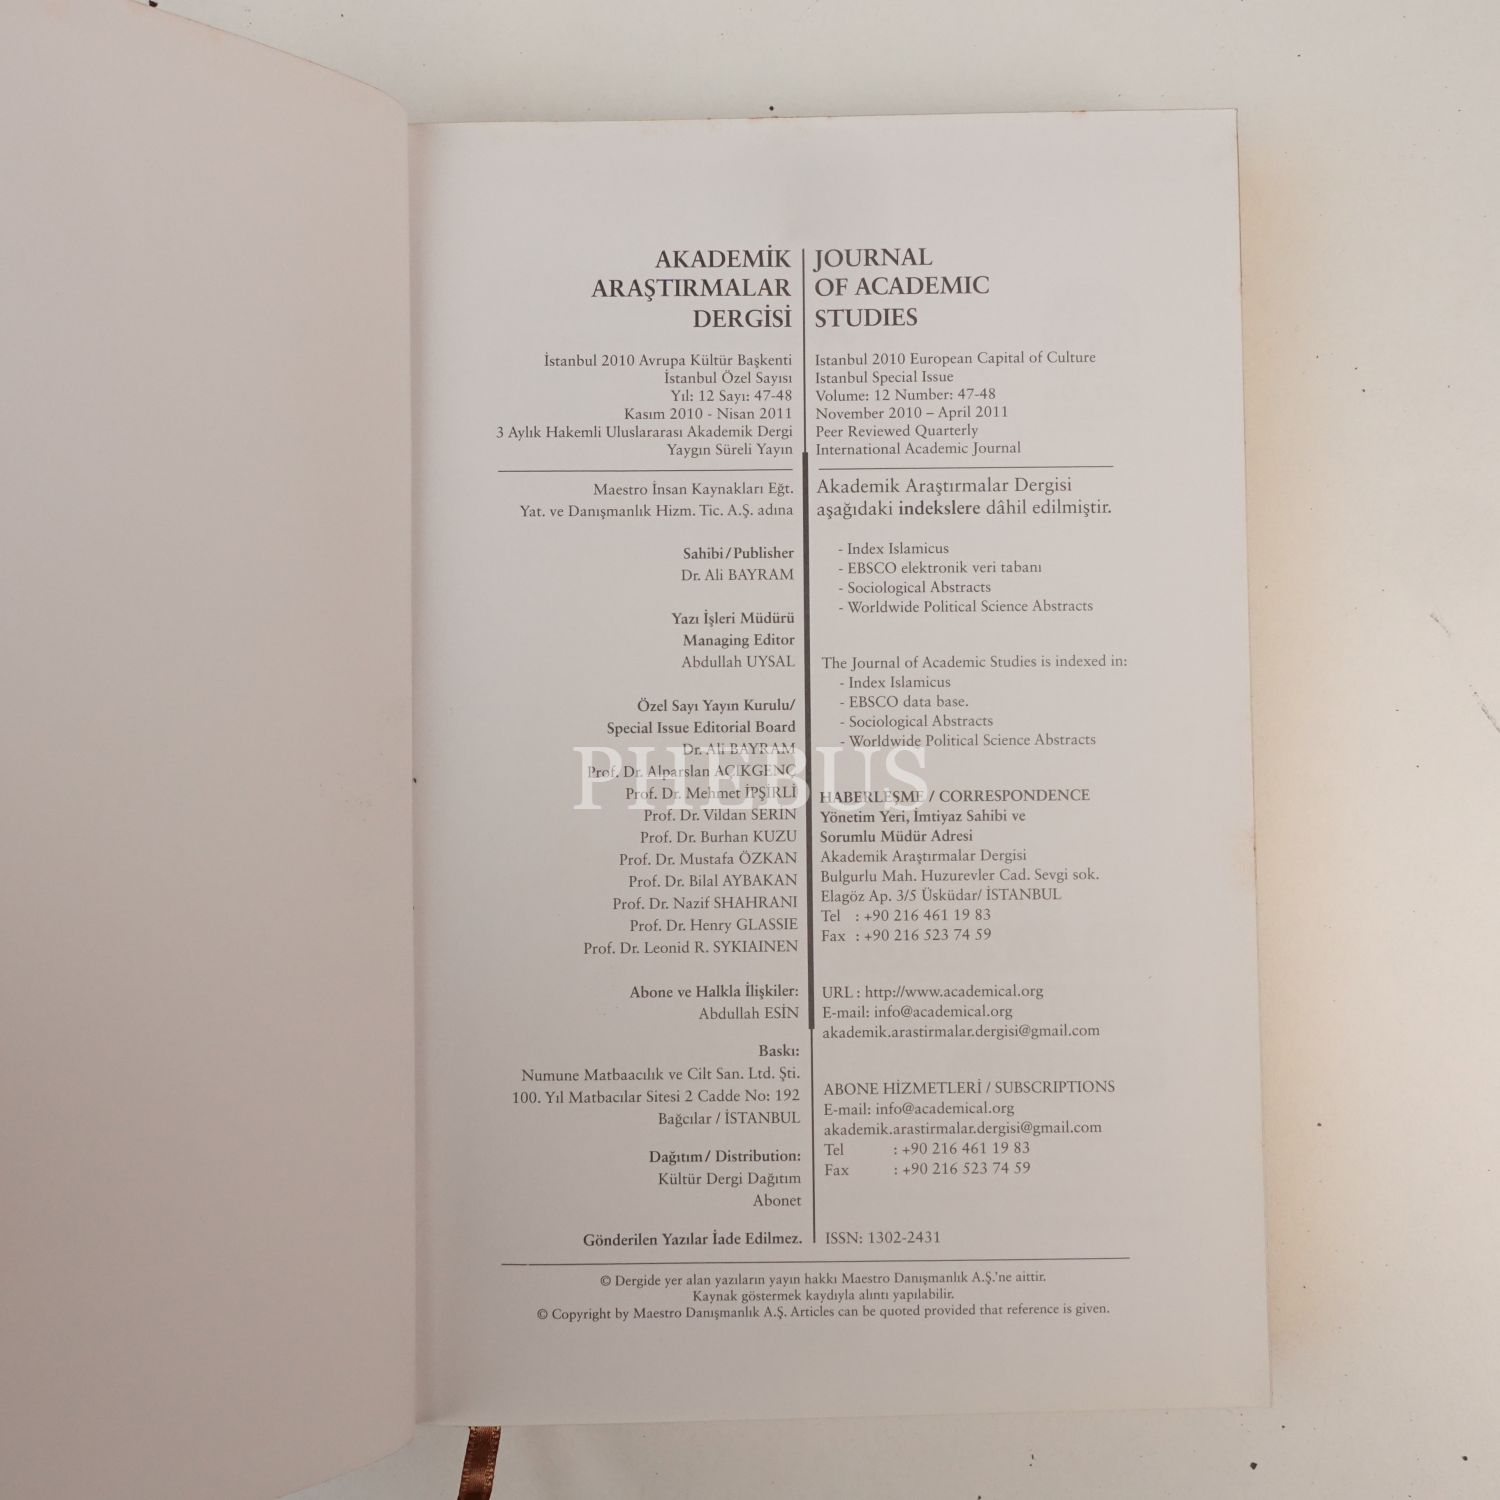 AKADEMİK
ARAŞTIRMALAR
DERGİSİ
İstanbul 2010 Avrupa Kültür Başkenti
İstanbul Özel Sayısı
Yıl: 12 Sayı: 47-48
Kasım 2010 - Nisan 2011
3 Aylık Hakemli Uluslararası Akademik Dergi
Yaygın Süreli Yayın
Maestro İnsan Kaynakları Eğt.
Yat. ve Danışmanlık Hizm. Tic. A.Ş. adına
Sahibi/Publisher
Dr. Ali BAYRAM
Yazı İşleri Müdürü
Managing Editor
Abdullah UYSAL
Özel Sayı Yayın Kurulu/
Special Issue Editorial Board
Dr. Ali BAYRAM
Prof. Dr. Alparslan AÇIKGENÇ
Prof. Dr. Mehmet İPŞİRLİ
Prof. Dr. Vildan SERİN
Prof. Dr. Burhan KUZU
Prof. Dr. Mustafa ÖZKAN
Prof. Dr. Bilal AYBAKAN
Prof. Dr. Nazif SHAHRANI
Prof. Dr. Henry GLASSIE
Prof. Dr. Leonid R. SYKIAINEN
Abone ve Halkla İlişkiler:
Abdullah ESİN
Baskı:
Numune Matbaacılık ve Cilt San. Ltd. Şti.
100. Yıl Matbacılar Sitesi 2 Cadde No: 192
Bağcılar / İSTANBUL
Dağıtım/ Distribution:
Kültür Dergi Dağıtım
Abonet
Gönderilen Yazılar İade Edilmez.
JOURNAL
OF ACADEMIC
STUDIES
Istanbul 2010 European Capital of Culture
Istanbul Special Issue
Volume: 12 Number: 47-48
November 2010 – April 2011
Peer Reviewed Quarterly
International Academic Journal
Akademik Araştırmalar Dergisi
aşağıdaki indekslere dâhil edilmiştir.
- Index Islamicus
- EBSCO elektronik veri tabanı
- Sociological Abstracts
- Worldwide Political Science Abstracts
The Journal of Academic Studies is indexed in:
- Index Islamicus
- EBSCO data base.
- Sociological Abstracts
- Worldwide Political Science Abstracts
HABERLEŞME / CORRESPONDENCE
Yönetim Yeri, İmtiyaz Sahibi ve
Sorumlu Müdür Adresi
Akademik Araştırmalar Dergisi
Bulgurlu Mah. Huzurevler Cad. Sevgi sok.
Elagöz Ap. 3/5 Üsküdar/ İSTANBUL
Tel : +90 216 461 19 83
Fax : +90 216 523 74 59
URL : http://www.academical.org
E-mail: info@academical.org
akademik.arastirmalar.dergisi@gmail.com
ABONE HİZMETLERİ / SUBSCRIPTIONS
E-mail: info@academical.org
akademik.arastirmalar.dergisi@gmail.com
Tel : +90 216 461 19 83
Fax : +90 216 523 74 59
ISSN: 1302-2431
© Dergide yer alan yazıların yayın hakkı Maestro Danışmanlık A.Ş.'ne aittir.
Kaynak göstermek kaydıyla alıntı yapılabilir.
© Copyright by Maestro Danışmanlık A.Ş. Articles can be quoted provided that reference is given.
PHEBUS